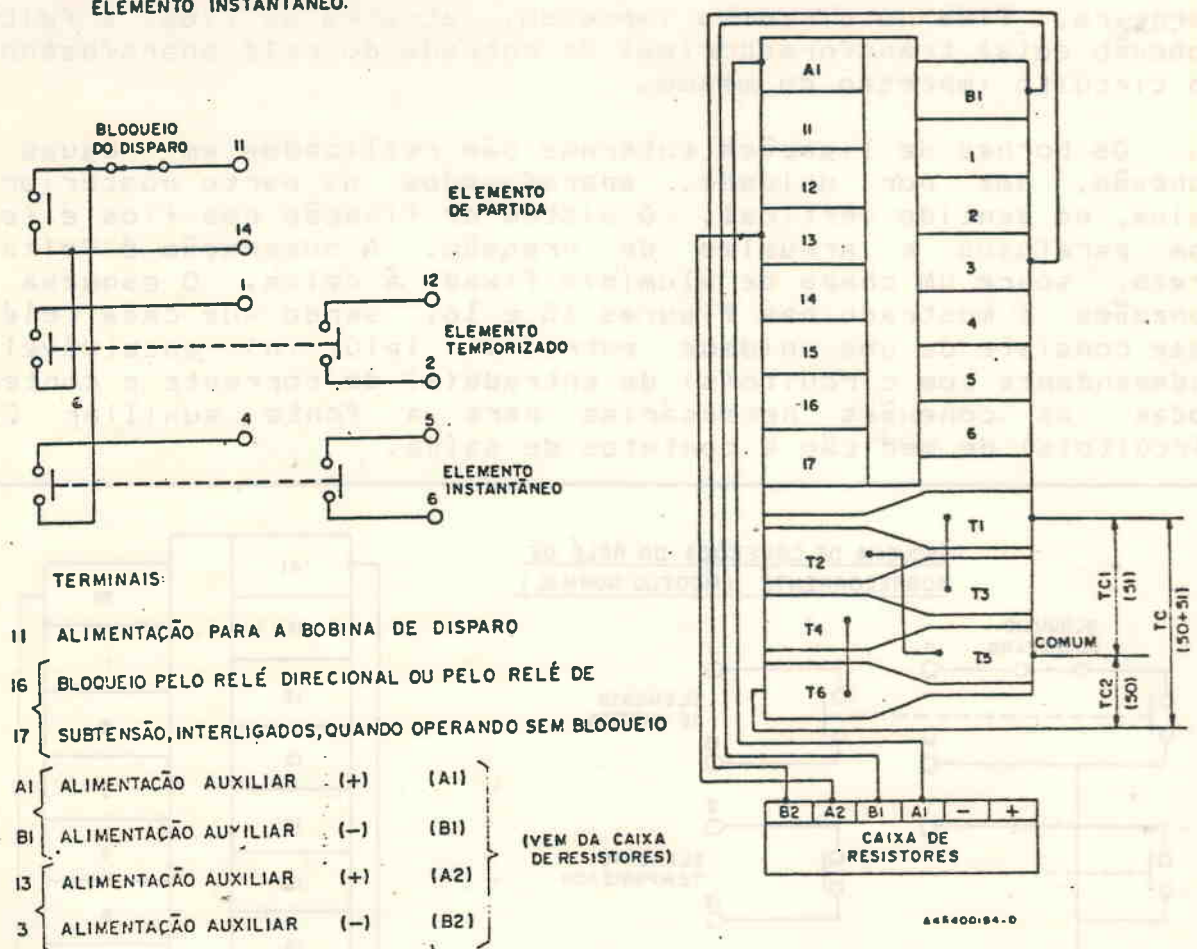 ELEMENTO INSTANTÂNEO.
BLOQUEIO
DO DISPARO
11
ELEMENTO
DE PARTIDA
14
1
12
ELEMENTO
TEMPORIZADO
2
4
5
ELEMENTO
INSTANTÂNEO
6
TERMINAIS:
11 ALIMENTAÇÃO PARA A BOBINA DE DISPARO
16 BLOQUEIO PELO RELÉ DIRECIONAL OU PELO RELÉ DE
17 SUBTENSÃO, INTERLIGADOS, QUANDO OPERANDO SEM BLOQUEIO
A1 ALIMENTAÇÃO AUXILIAR (+) (A1)
B1 ALIMENTAÇÃO AUXILIAR (-) (B1)
13 ALIMENTAÇÃO AUXILIAR (+) (A2)
3 ALIMENTAÇÃO AUXILIAR (-) (B2)
(VEM DA CAIXA
DE RESISTORES)
A1
11
12
13
14
15
16
17
B1
1
2
3
4
5
6
T1
T2
T3
T4
T5
T6
COMUM
TC1
(51)
TC2
(50)
TC
(50+51)
B2 A2 B1 A1 - +
CAIXA DE
RESISTORES